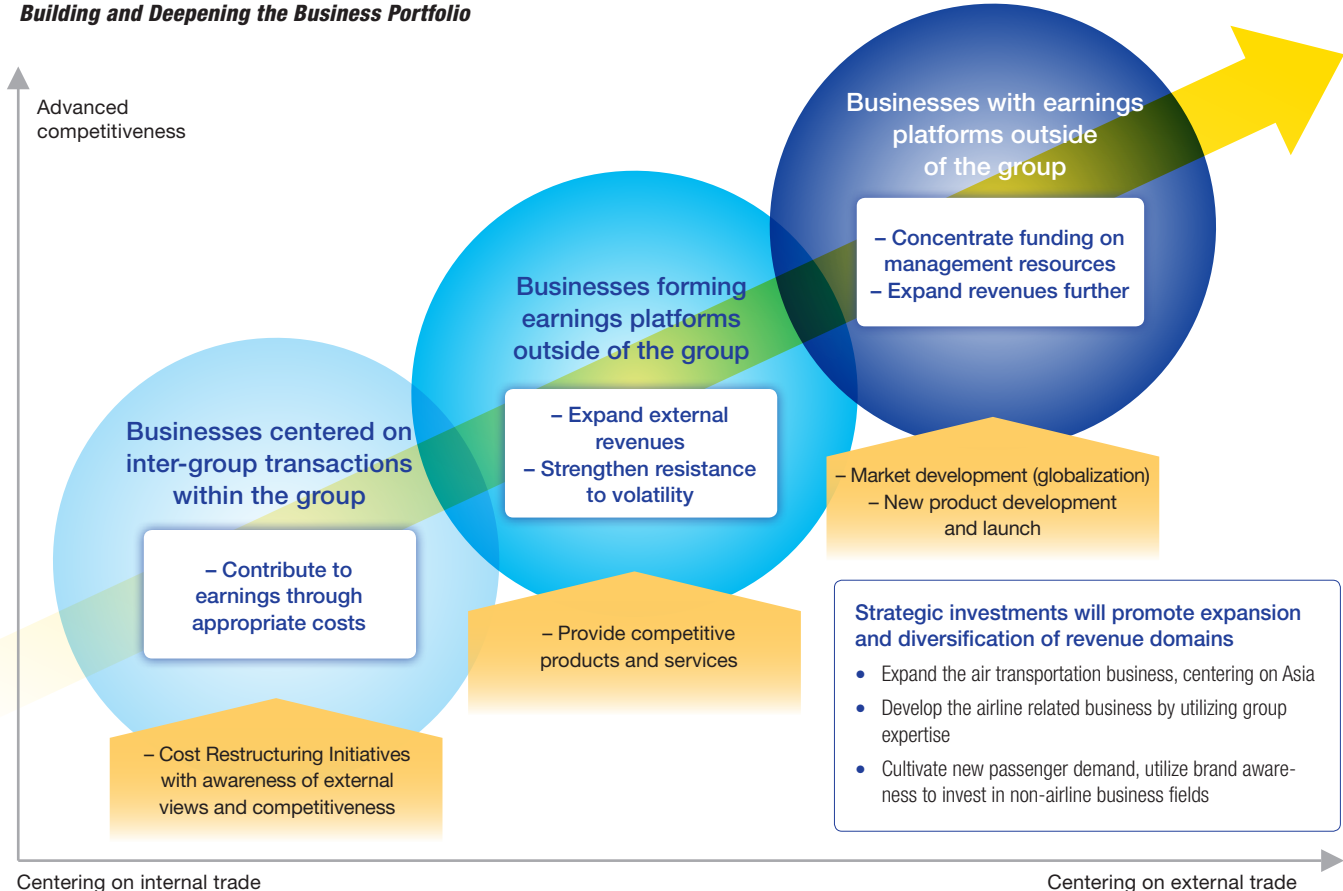 Building and Deepening the Business Portfolio
Advanced
competitiveness
Businesses with earnings
platforms outside
of the group
– Concentrate funding on
management resources
– Expand revenues further
Businesses forming
earnings platforms
outside of the group
– Expand external
revenues
– Strengthen resistance
to volatility
Businesses centered on
inter-group transactions
within the group
– Contribute to
earnings through
appropriate costs
– Market development (globalization)
– New product development
and launch
– Provide competitive
products and services
– Cost Restructuring Initiatives
with awareness of external
views and competitiveness
Strategic investments will promote expansion
and diversification of revenue domains
• Expand the air transportation business, centering on Asia
• Develop the airline related business by utilizing group
expertise
• Cultivate new passenger demand, utilize brand aware-
ness to invest in non-airline business fields
Centering on internal trade
Centering on external trade